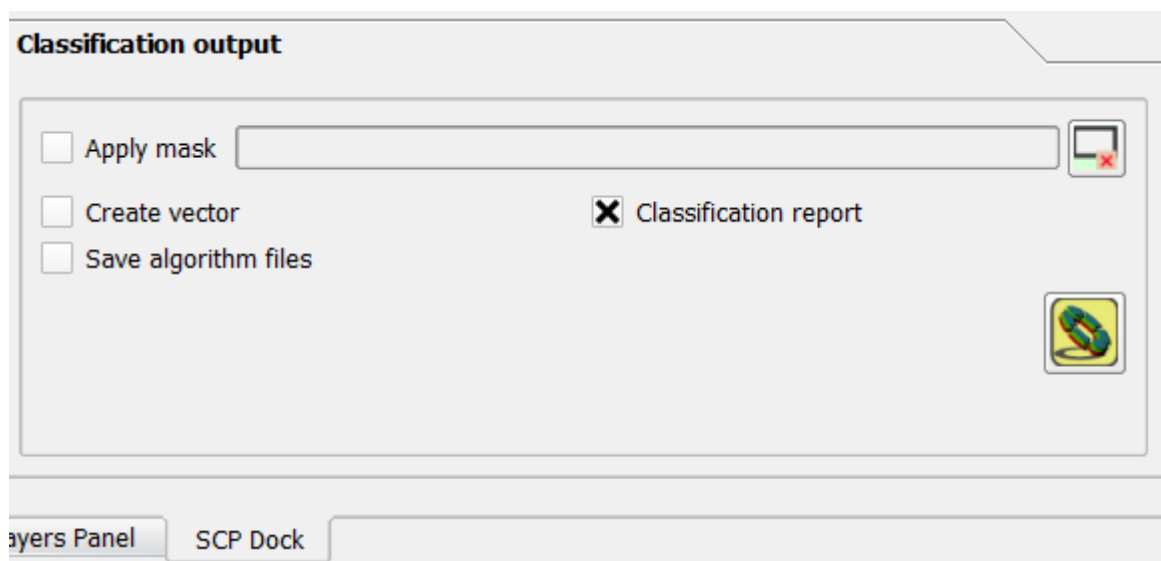 Classification output
Apply mask
Create vector
Classification report
Save algorithm files
ayers Panel
SCP Dock